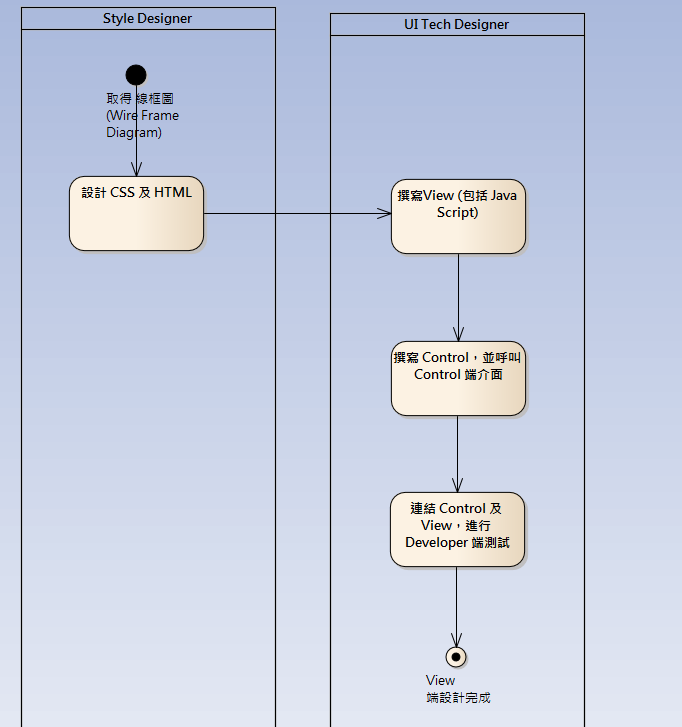 Style Designer
UI Tech Designer
取得 線框圖
(Wire Frame
Diagram)
設計 CSS 及 HTML
撰寫View (包括 Java
Script)
撰寫 Control，並呼叫
Control 端介面
連結 Control 及
View，進行
Developer 端測試
View
端設計完成